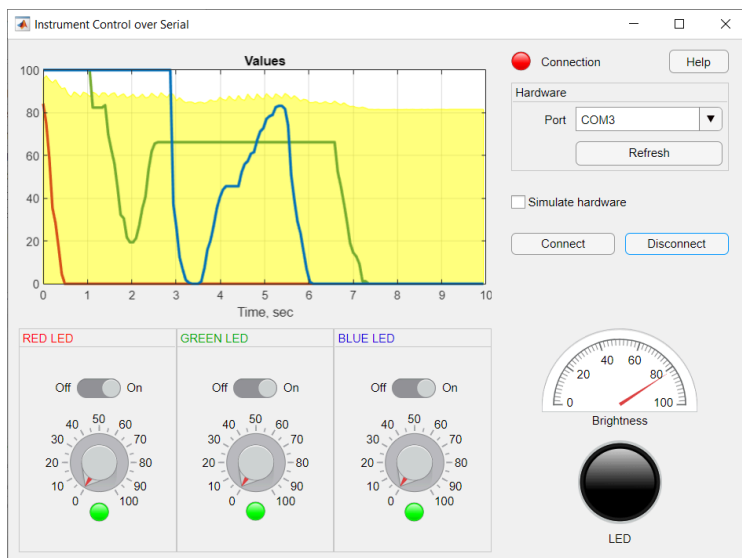 Instrument Control over Serial
Values
100
80
60
40
20
0
0 1 2 3 4 5 6 7 8 9 10
Time, sec
Connection
Help
Hardware
Port COM3
Refresh
Simulate hardware
Connect Disconnect
RED LED
Off On
0 10 20 30 40 50 60 70 80 90 100
GREEN LED
Off On
0 10 20 30 40 50 60 70 80 90 100
BLUE LED
Off On
0 10 20 30 40 50 60 70 80 90 100
0 20 40 60 80 100
Brightness
LED